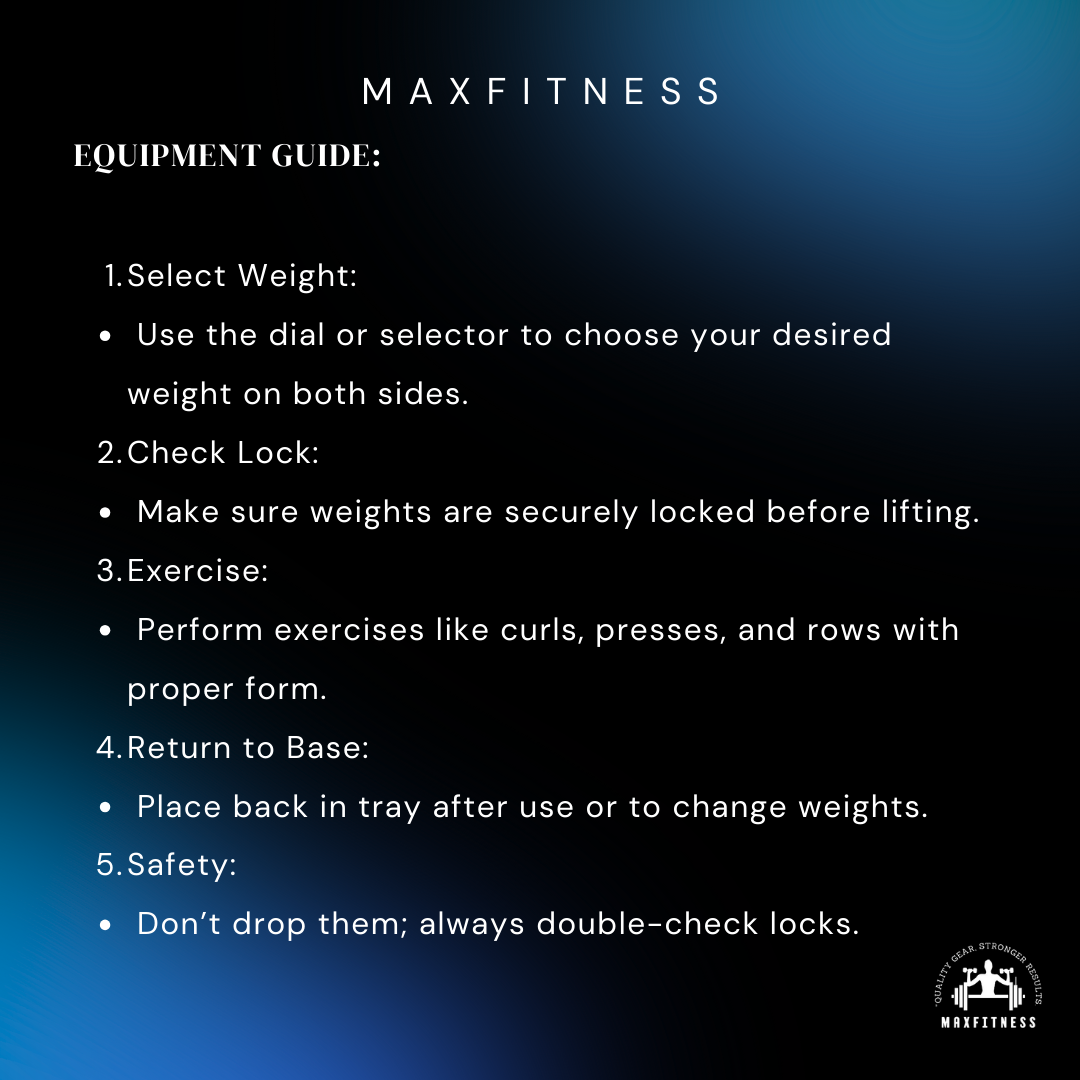 MAXFITNESS
EQUIPMENT GUIDE:
1. Select Weight:
• Use the dial or selector to choose your desired
weight on both sides.
2. Check Lock:
• Make sure weights are securely locked before lifting.
3. Exercise:
• Perform exercises like curls, presses, and rows with
proper form.
4. Return to Base:
• Place back in tray after use or to change weights.
5. Safety:
• Don’t drop them; always double-check locks.
"QUALITY GEAR, STRONGER RESULTS
MAXFITNESS